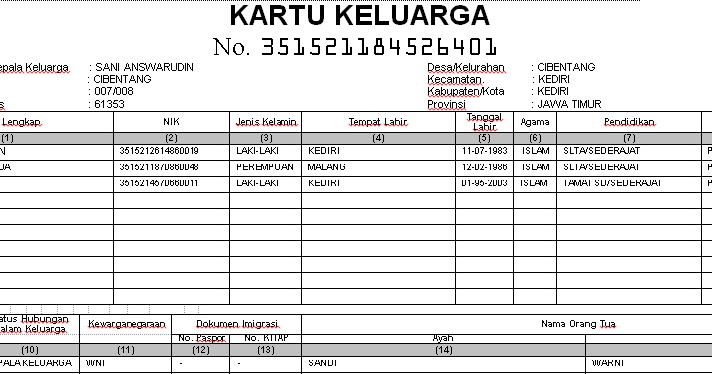 KARTU KELUARGA
No. 351521184526401
epala Keluarga : SANI ANSWARUDIN Desa/Kelurahan : CIBENTANG
: CIBENTANG Kecamatan. : KEDIRI
: 007/008 Kabupaten/Kota : KEDIRI
s : 61353 Provinsi : JAWA TIMUR
Lengkap NIK Jenis Kelamin Tempat Lahir Tanggal Lahir Agama Pendidikan
(1) (2) (3) (4) (5) (6) (7)
N 3515212614860019 LAKI-LAKI KEDIRI 11-07-1983 ISLAM SLTA/SEDERAJAT P
DA 3515211870860048 PEREMPUAN MALANG 12-02-1986 ISLAM SLTA/SEDERAJAT
3515214570660011 LAKI-LAKI KEDIRI 01-95-2003 ISLAM TAMAT SD/SEDERAJAT P
atus Hubungan alam Keluarga Kewarganegaraan Dokumen Imigrasi Nama Orang Tua
No. Paspor No. KITAP Ayah
(10) (11) (12) (13) (14)
PALA KELUARGA WNI - - SANDI WARNI